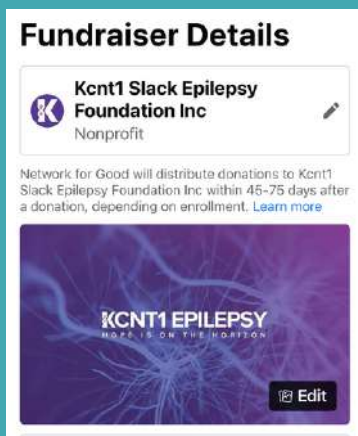 Fundraiser Details
Kcnt1 Slack Epilepsy
Foundation Inc
Nonprofit
Network for Good will distribute donations to Kcnt1
Slack Epilepsy Foundation Inc within 45-75 days after
a donation, depending on enrollment. Learn more
KCNT1 EPILEPSY
HOPE IS ON THE HORIZON
Edit